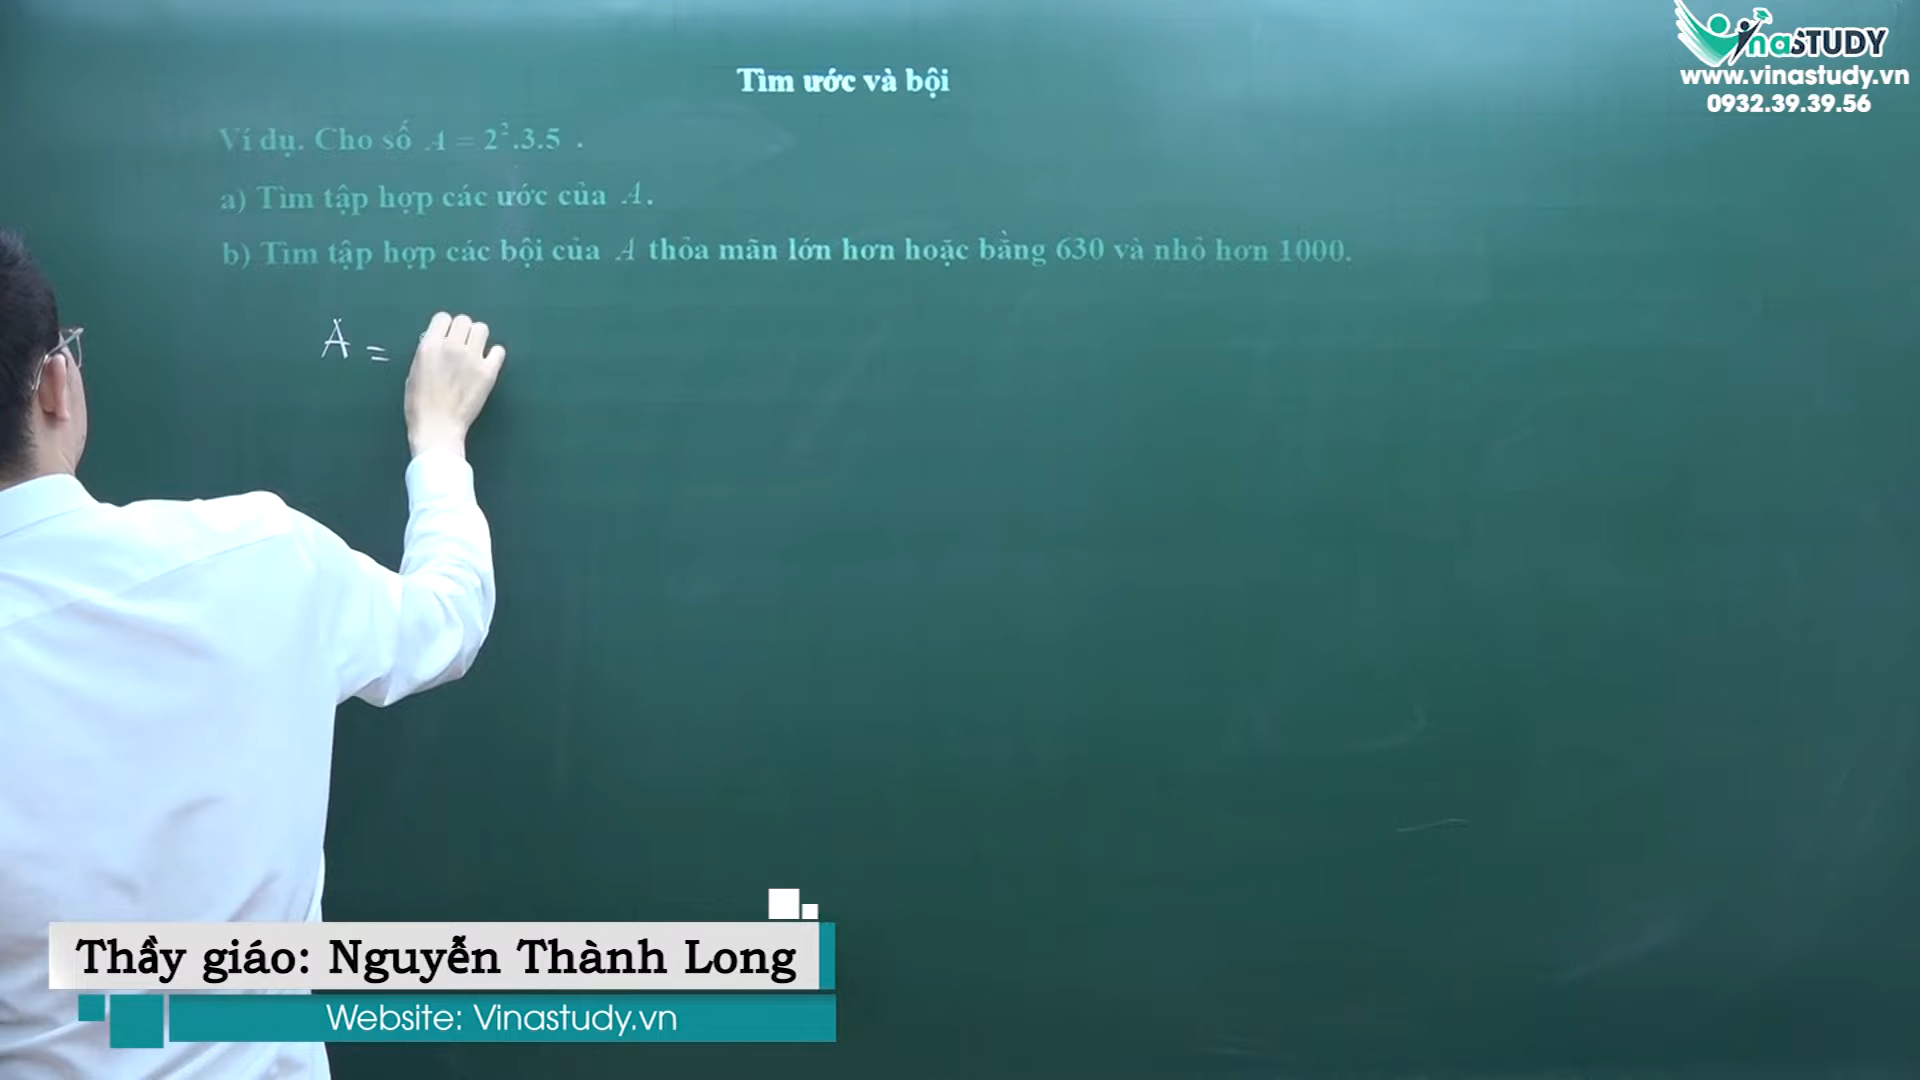 VinaSTUDY
www.vinastudy.vn
0932.39.39.56
Tìm ước và bội
Ví dụ. Cho số A = 2².3.5 .
a) Tìm tập hợp các ước của A.
b) Tìm tập hợp các bội của A thỏa mãn lớn hơn hoặc bằng 630 và nhỏ hơn 1000.
A =
Thầy giáo: Nguyễn Thành Long
Website: Vinastudy.vn